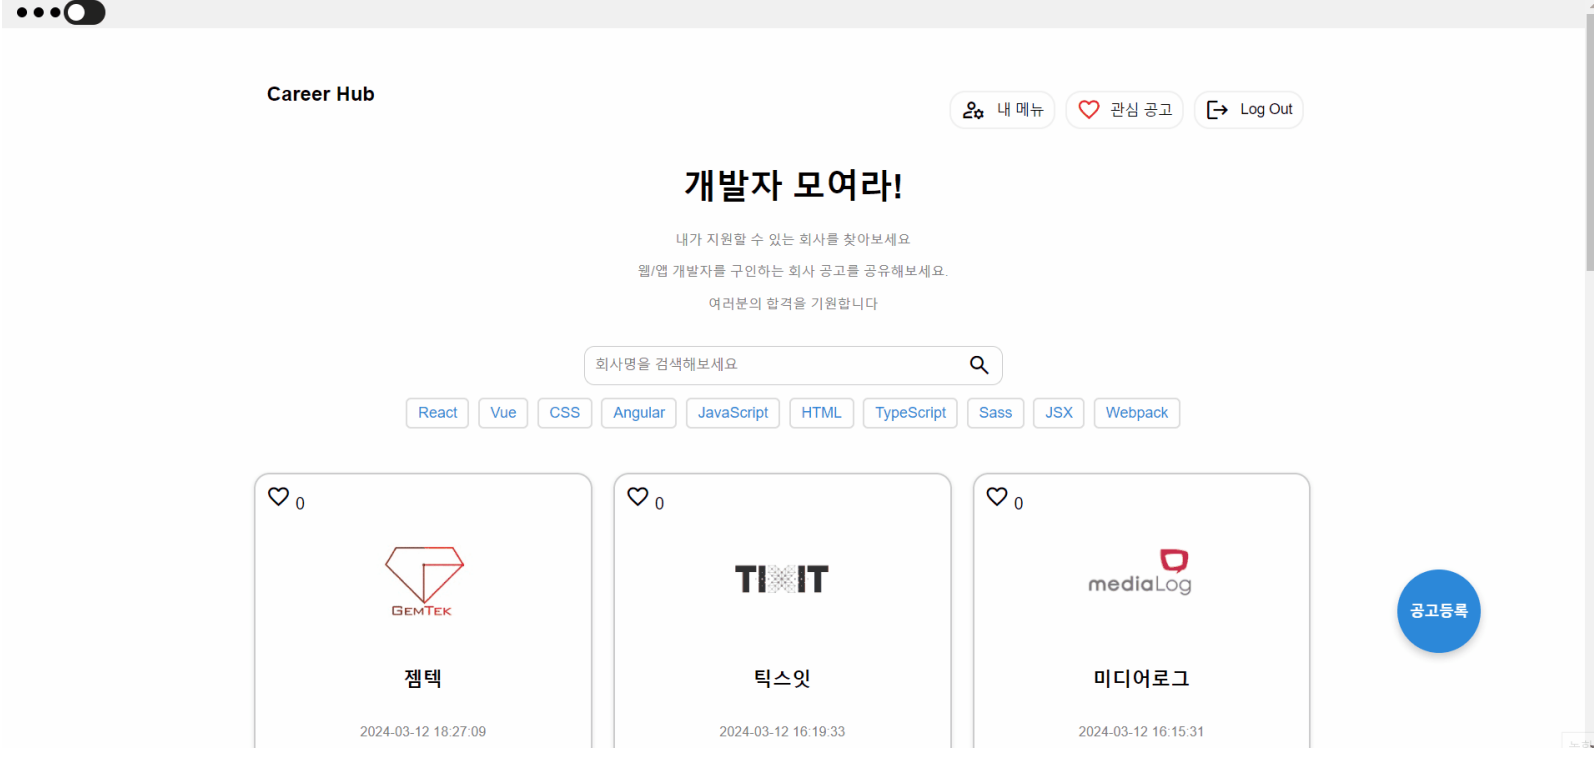 Career Hub
내 메뉴
관심 공고
Log Out
개발자 모여라!
내가 지원할 수 있는 회사를 찾아보세요
웹/앱 개발자를 구인하는 회사 공고를 공유해보세요.
여러분의 합격을 기원합니다
회사명을 검색해보세요
React Vue CSS Angular JavaScript HTML TypeScript Sass JSX Webpack
0 0 0
GEMTEK TIXIT mediaLog
공고등록
젬텍 틱스잇 미디어로그
2024-03-12 18:27:09 2024-03-12 16:19:33 2024-03-12 16:15:31